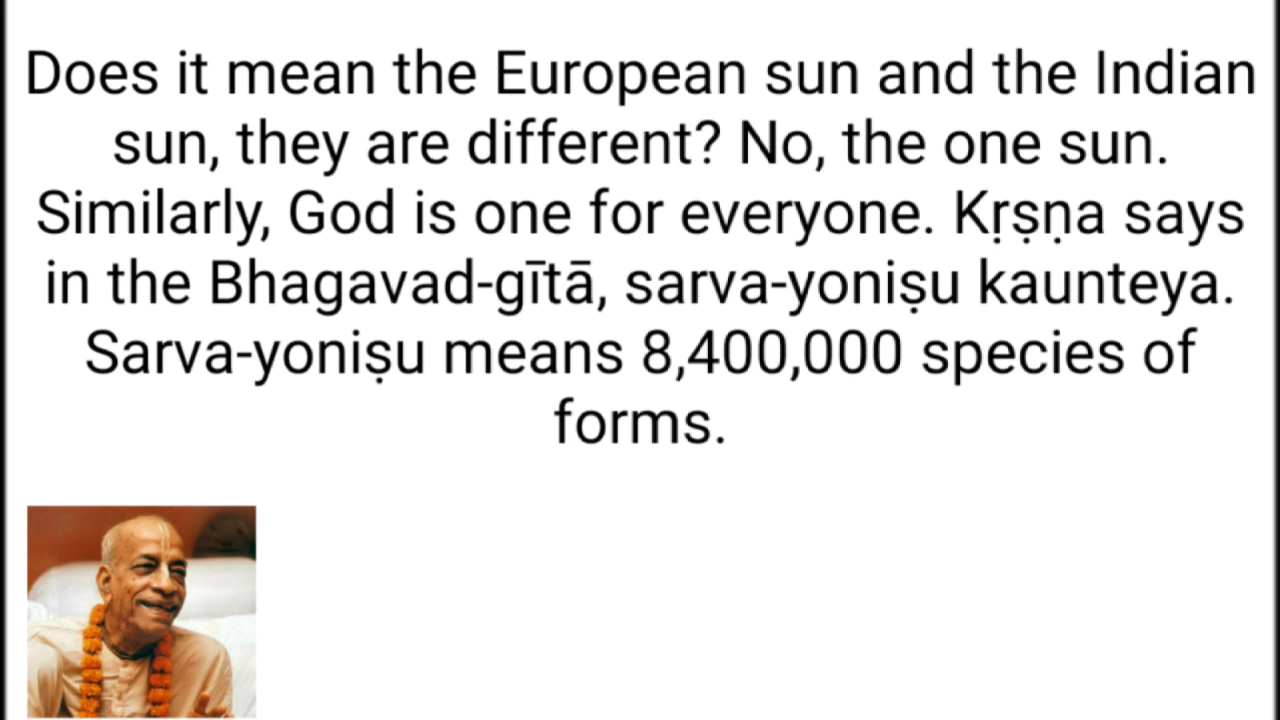 Does it mean the European sun and the Indian
sun, they are different? No, the one sun.
Similarly, God is one for everyone. Kṛṣṇa says
in the Bhagavad-gītā, sarva-yoniṣu kaunteya.
Sarva-yoniṣu means 8,400,000 species of
forms.